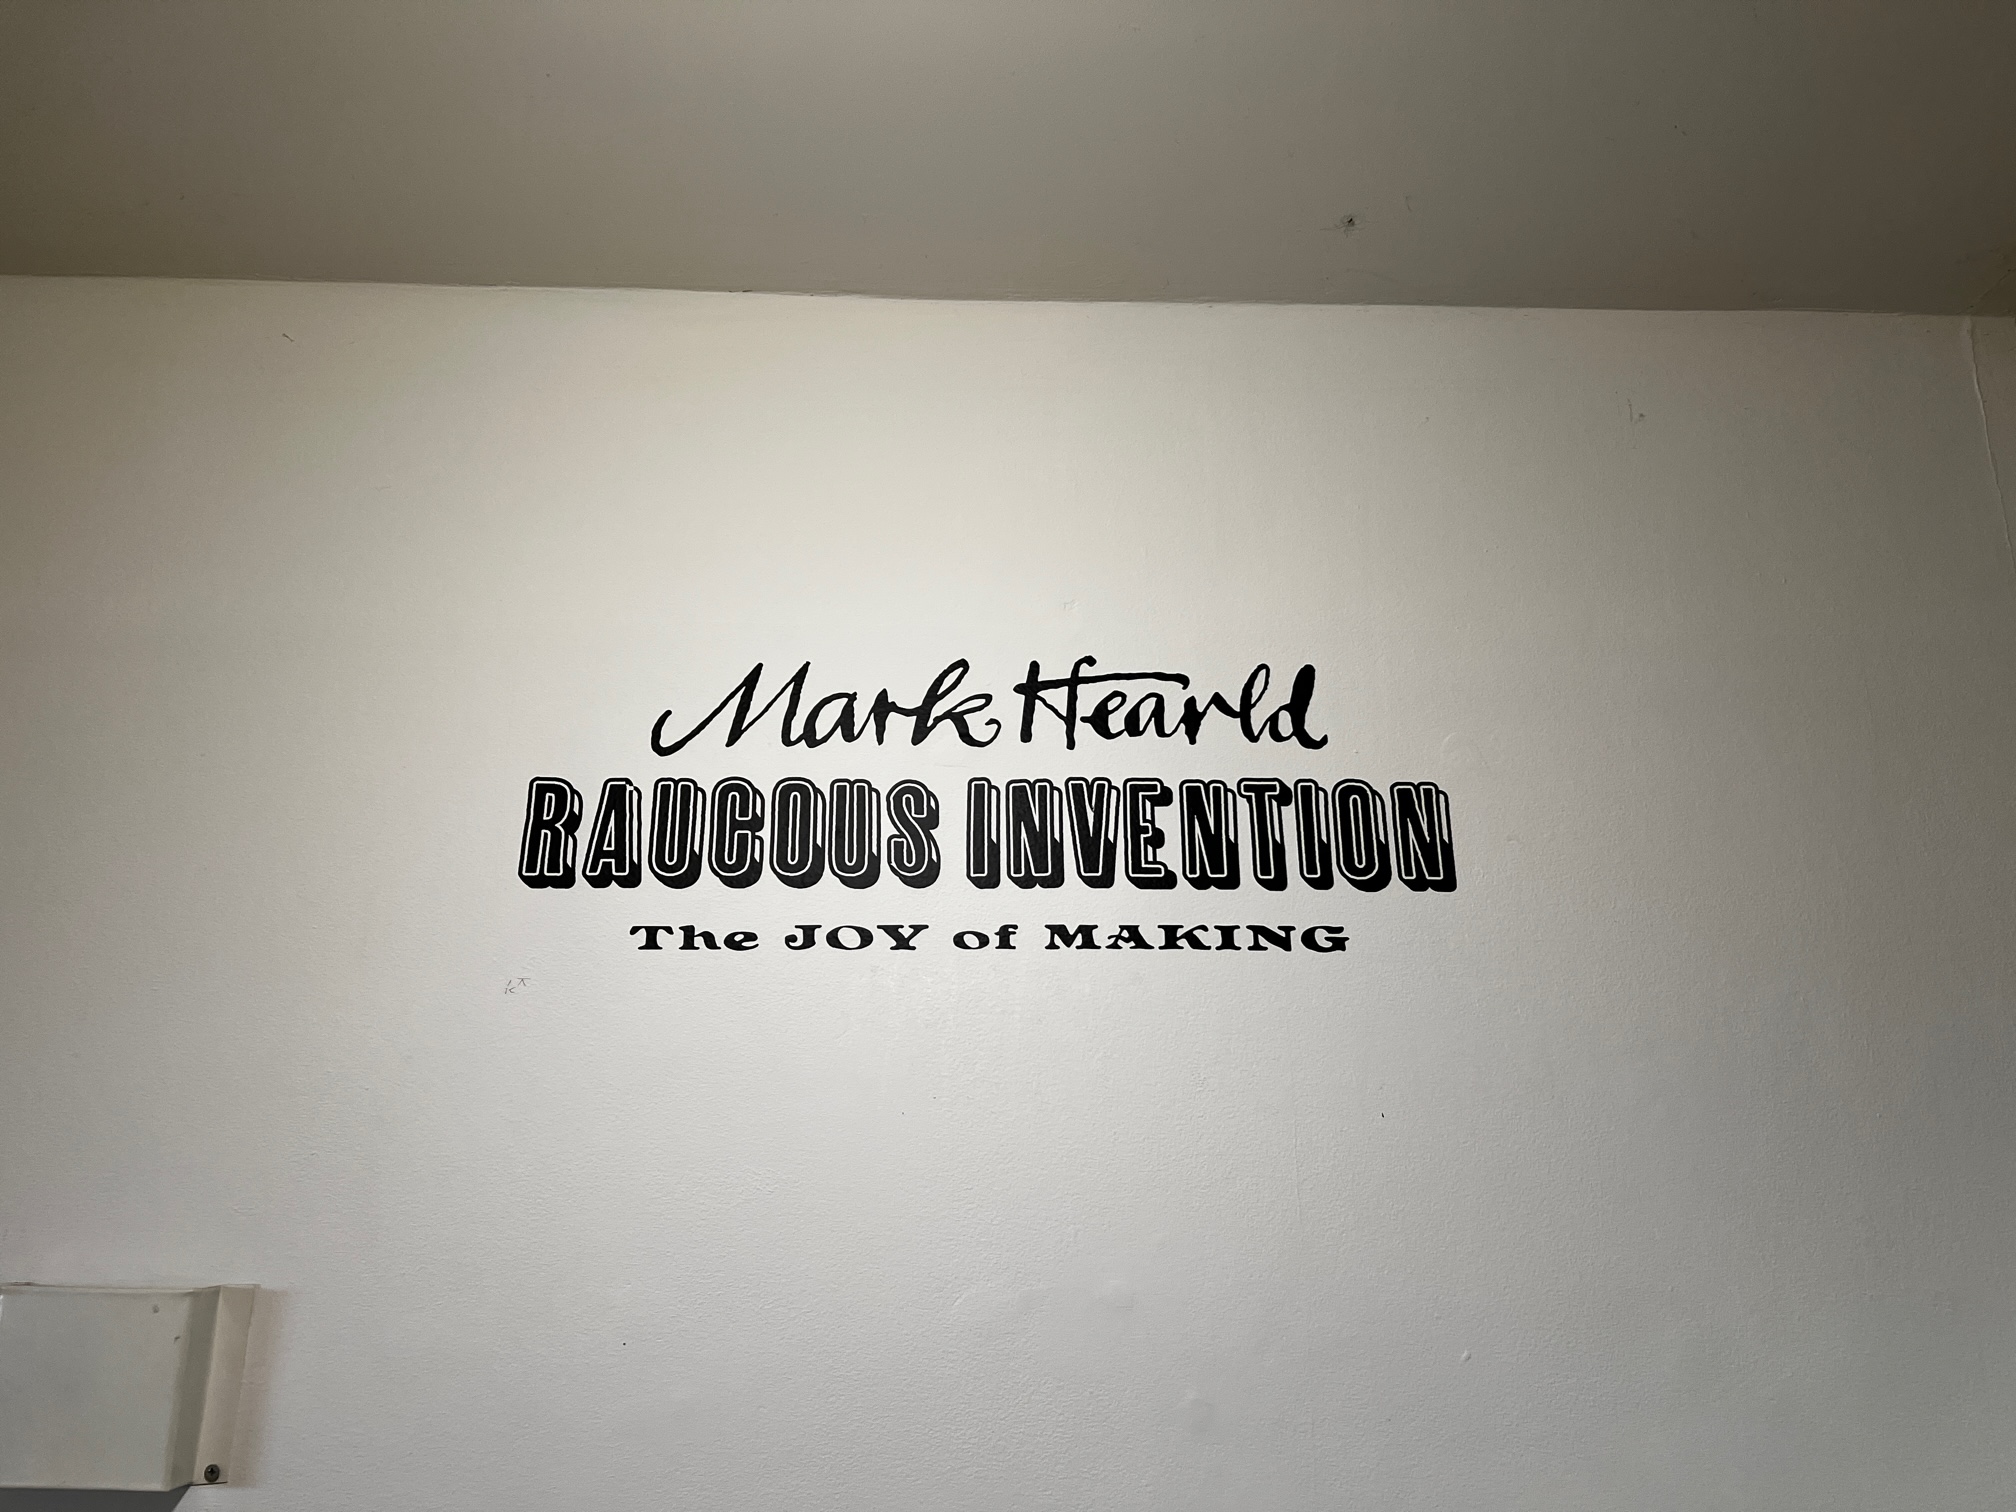 Mark Hearld
RAUCOUS INVENTION
The JOY of MAKING